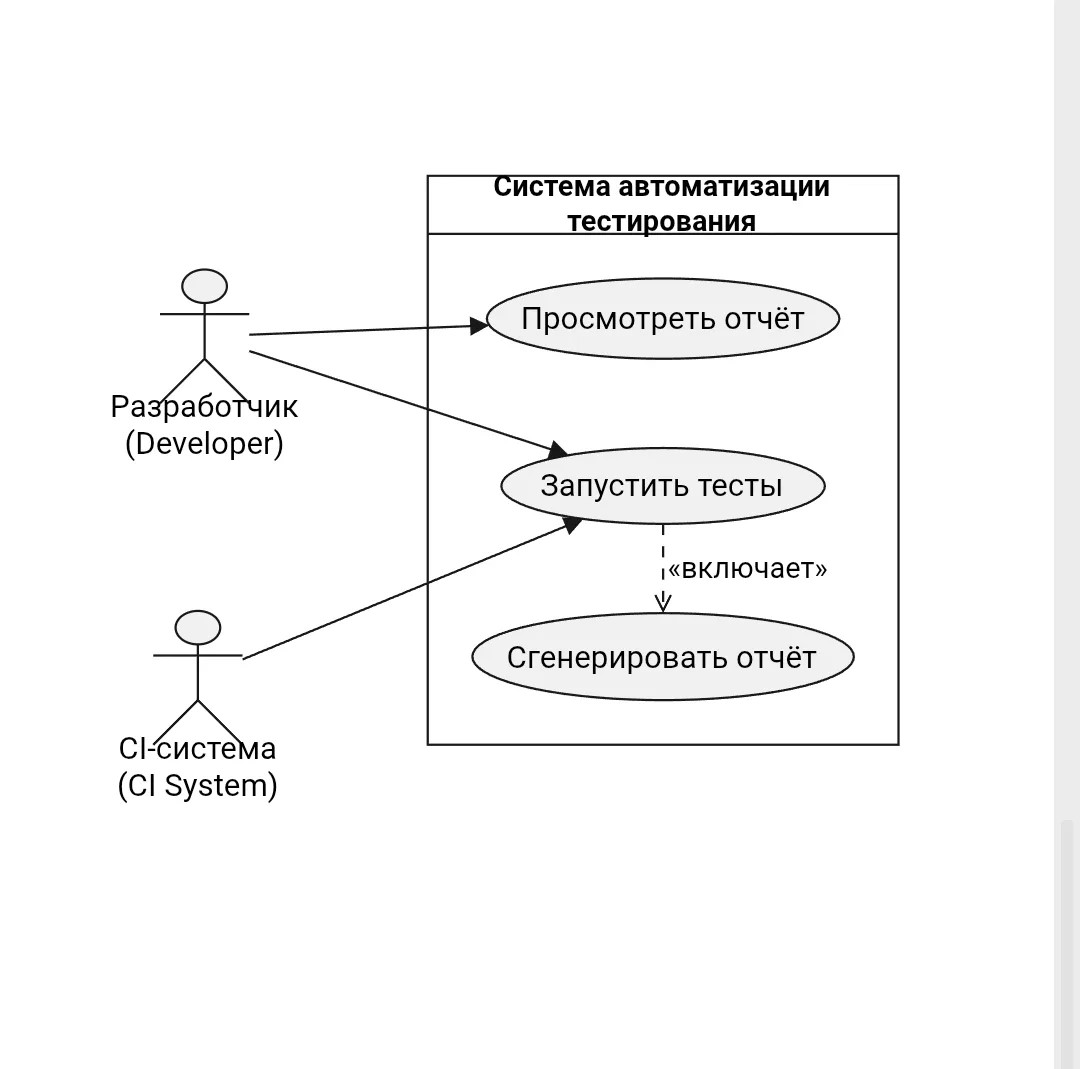 Система автоматизации
тестирования
Просмотреть отчёт
Разработчик
(Developer)
Запустить тесты
«включает»
Сгенерировать отчёт
CI-система
(CI System)